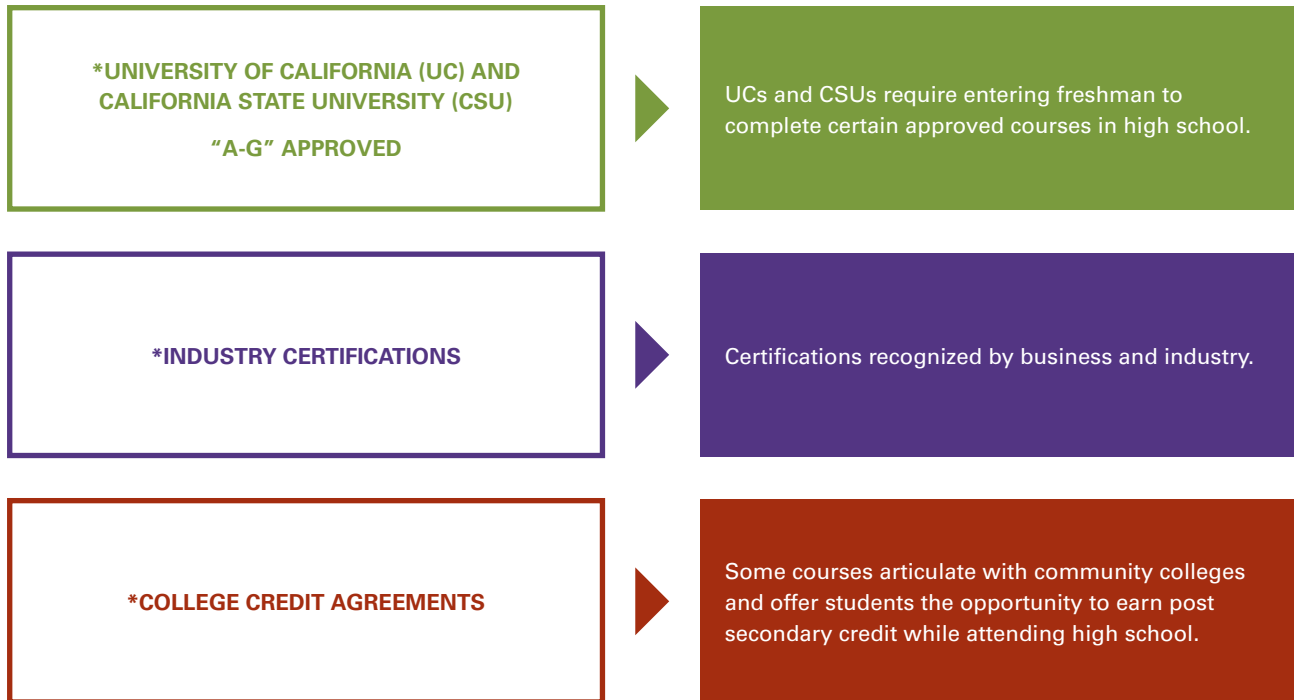 *UNIVERSITY OF CALIFORNIA (UC) AND
CALIFORNIA STATE UNIVERSITY (CSU)
“A-G” APPROVED
UCs and CSUs require entering freshman to
complete certain approved courses in high school.
*INDUSTRY CERTIFICATIONS
Certifications recognized by business and industry.
*COLLEGE CREDIT AGREEMENTS
Some courses articulate with community colleges
and offer students the opportunity to earn post
secondary credit while attending high school.